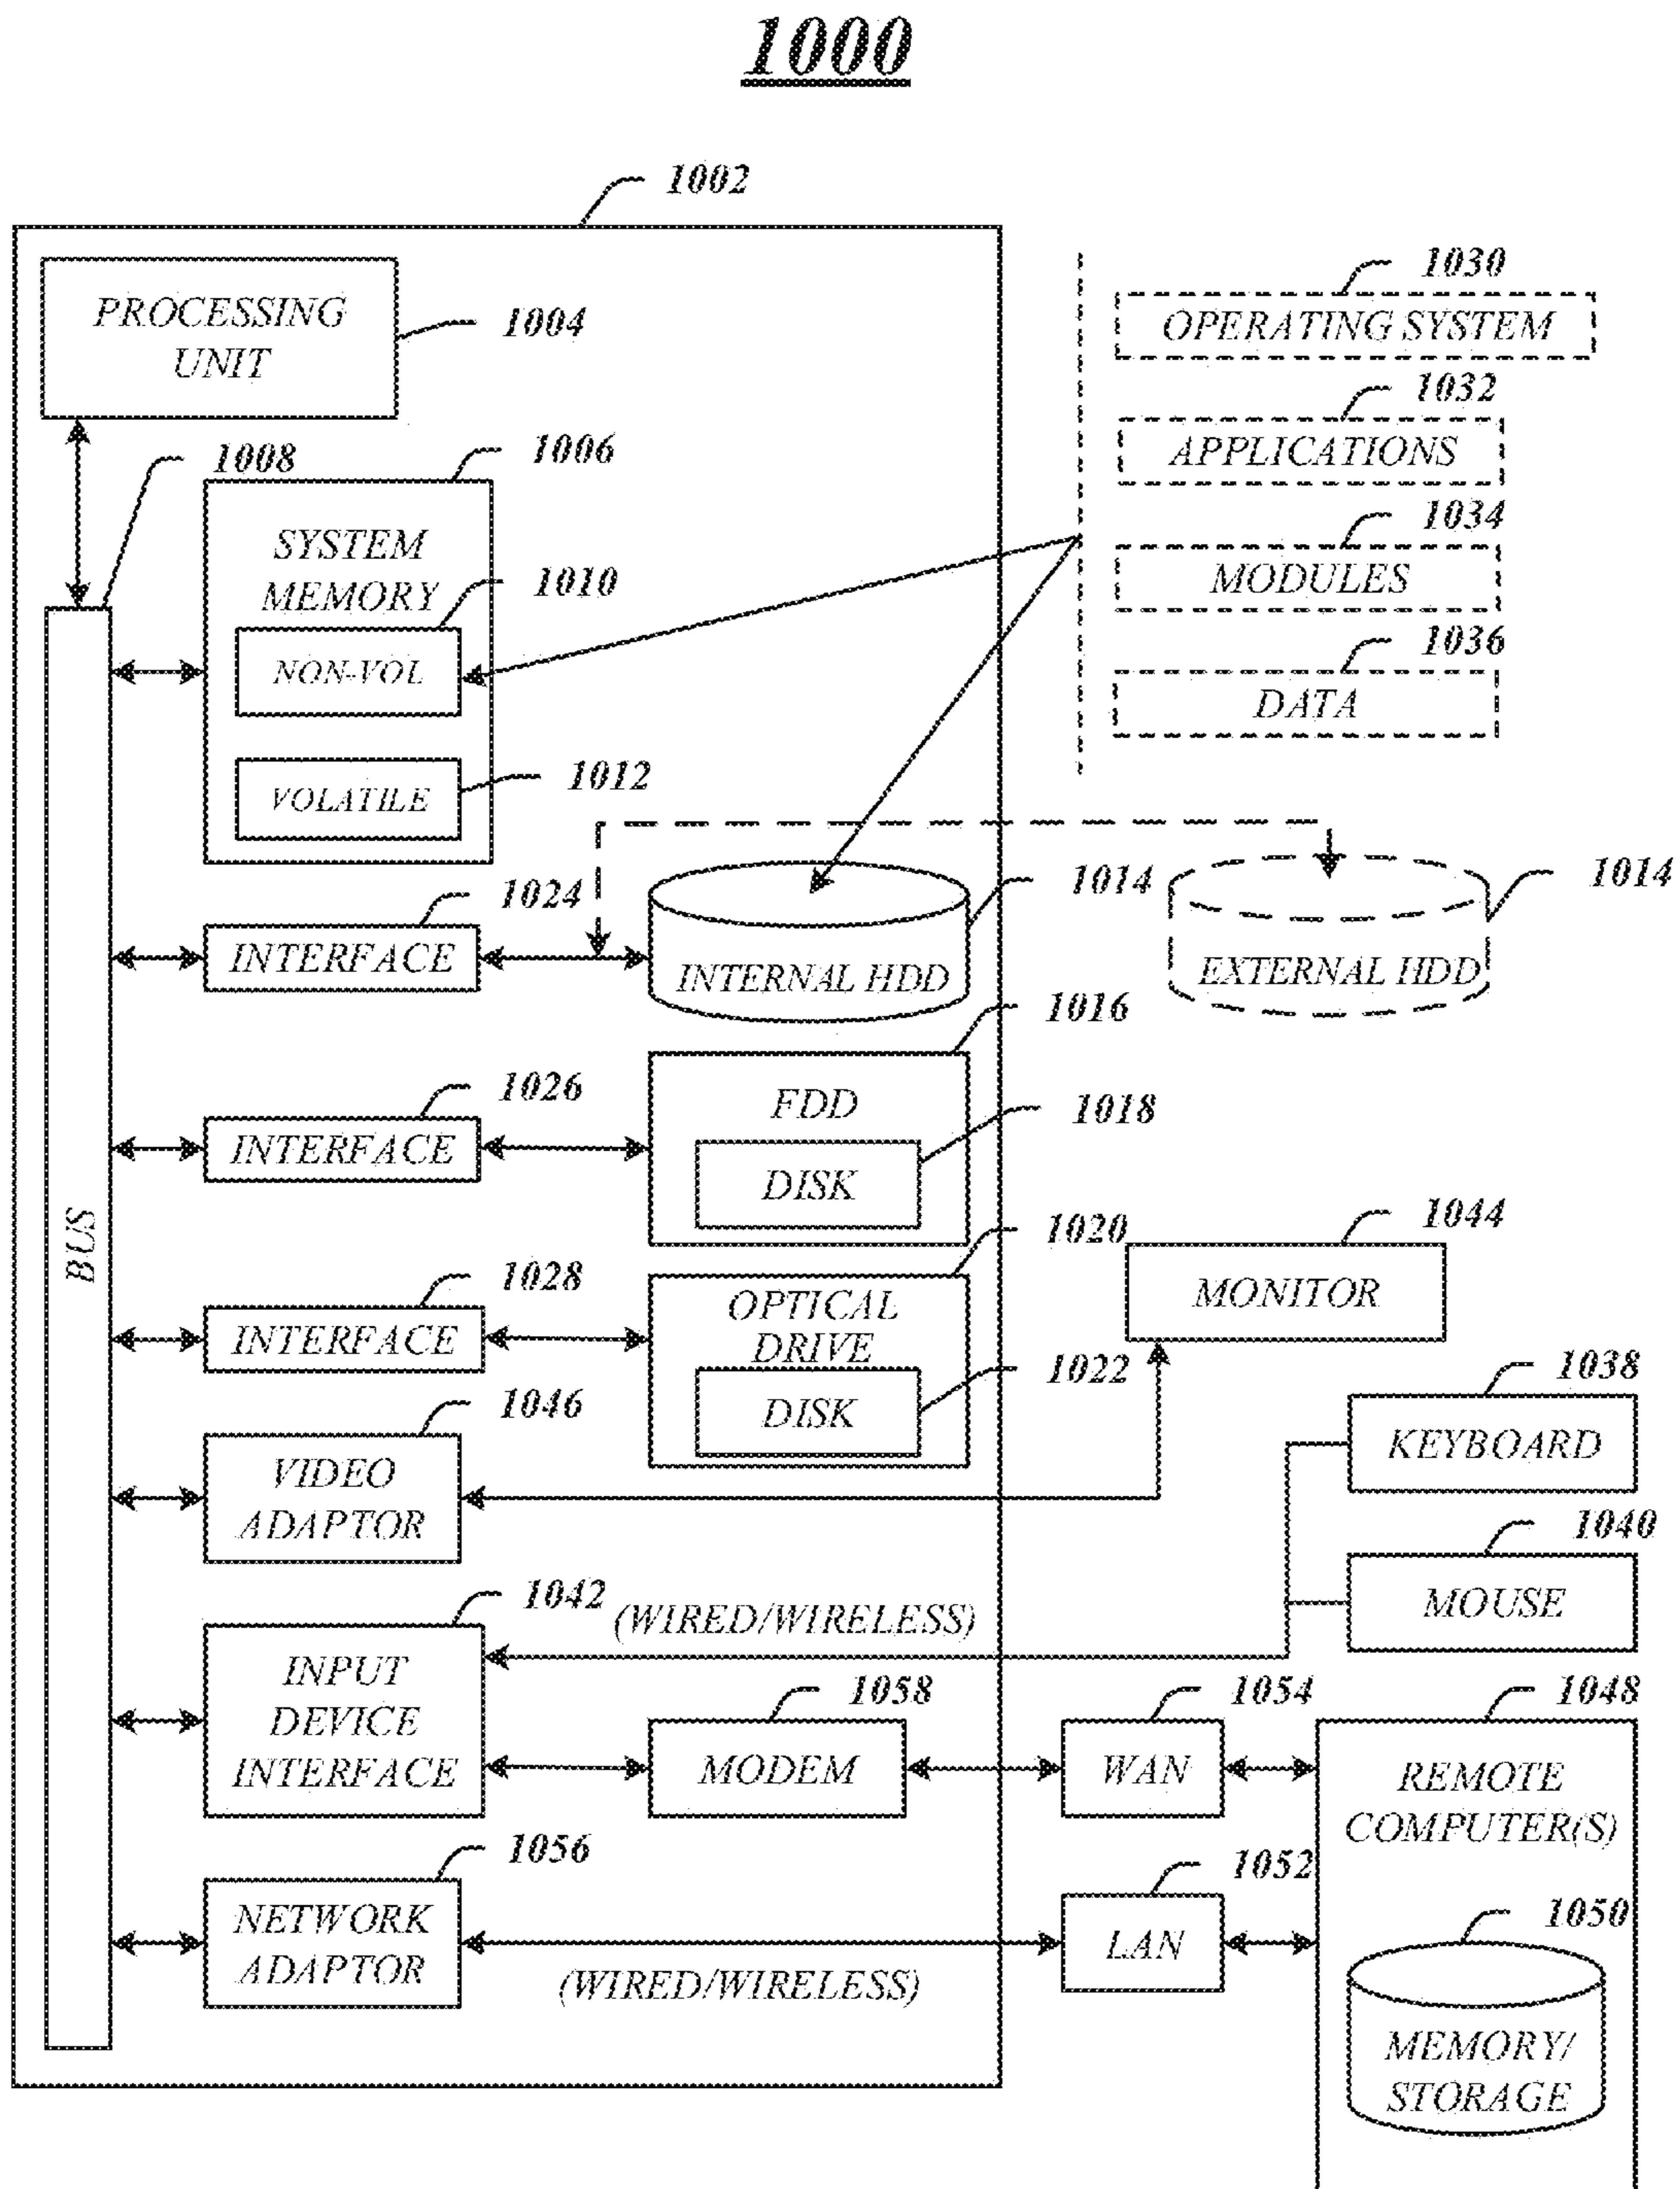 1000
1002
PROCESSING
UNIT
1004
1030
OPERATING SYSTEM
1032
APPLICATIONS
1034
MODULES
1036
DATA
1008
1006
SYSTEM
MEMORY
1010
NON-VOL
1012
VOLATILE
BUS
1024
INTERFACE
1014
INTERNAL HDD
1014
EXTERNAL HDD
1026
INTERFACE
1016
FDD
1018
DISK
1028
INTERFACE
1020
OPTICAL
DRIVE
1022
DISK
1044
MONITOR
1046
VIDEO
ADAPTOR
1038
KEYBOARD
1040
MOUSE
1042
(WIRED/WIRELESS)
INPUT
DEVICE
INTERFACE
1058
MODEM
1054
WAN
1048
REMOTE
COMPUTER(S)
1056
NETWORK
ADAPTOR
(WIRED/WIRELESS)
1052
LAN
1050
MEMORY/
STORAGE